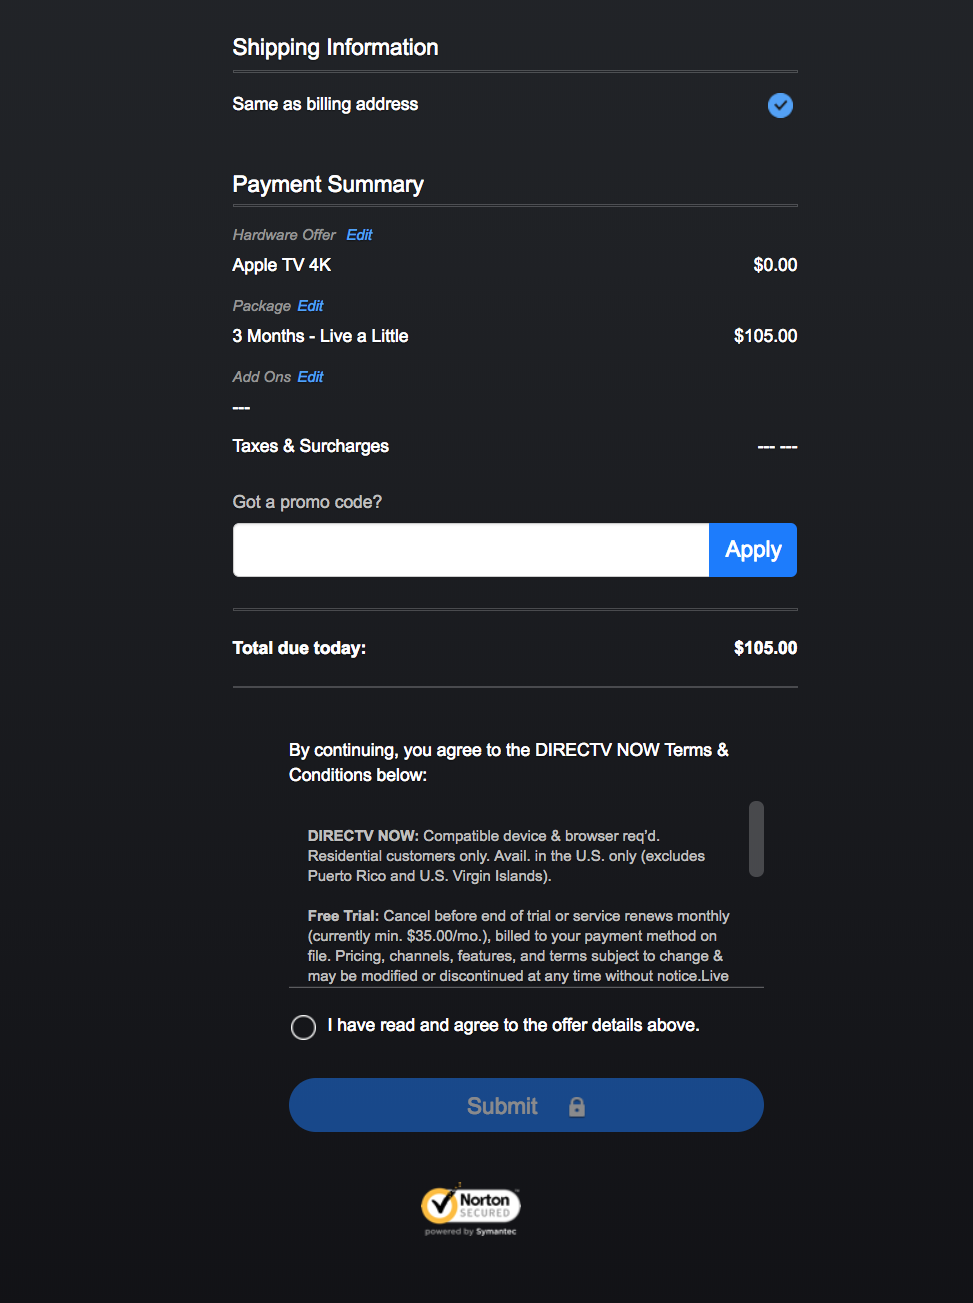 Shipping Information
Same as billing address
Payment Summary
Hardware Offer Edit
Apple TV 4K $0.00
Package Edit
3 Months - Live a Little $105.00
Add Ons Edit
---
Taxes & Surcharges --- ---
Got a promo code?
Apply
Total due today: $105.00
By continuing, you agree to the DIRECTV NOW Terms &
Conditions below:
DIRECTV NOW: Compatible device & browser req'd.
Residential customers only. Avail. in the U.S. only (excludes
Puerto Rico and U.S. Virgin Islands).
Free Trial: Cancel before end of trial or service renews monthly
(currently min. $35.00/mo.), billed to your payment method on
file. Pricing, channels, features, and terms subject to change &
may be modified or discontinued at any time without notice.Live
I have read and agree to the offer details above.
Submit
Norton
SECURED
powered by Symantec